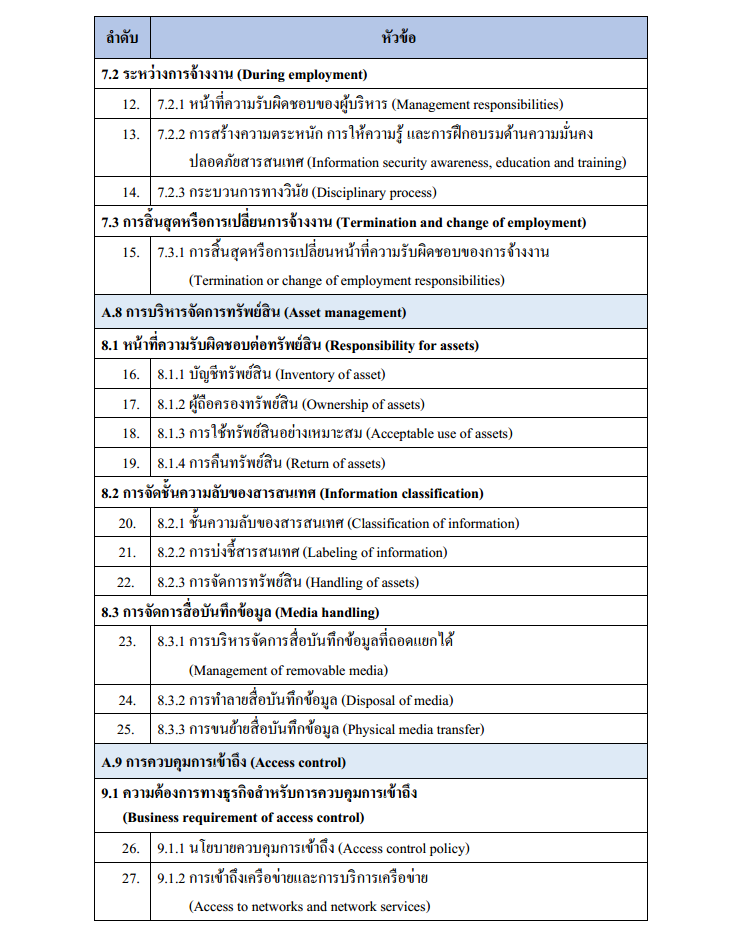 ลำดับ หัวข้อ
7.2 ระหว่างการจ้างงาน (During employment)
12. 7.2.1 หน้าที่ความรับผิดชอบของผู้บริหาร (Management responsibilities)
13. 7.2.2 การสร้างความตระหนัก การให้ความรู้ และการฝึกอบรมด้านความมั่นคง
ปลอดภัยสารสนเทศ (Information security awareness, education and training)
14. 7.2.3 กระบวนการทางวินัย (Disciplinary process)
7.3 การสิ้นสุดหรือการเปลี่ยนการจ้างงาน (Termination and change of employment)
15. 7.3.1 การสิ้นสุดหรือการเปลี่ยนหน้าที่ความรับผิดชอบของการจ้างงาน
(Termination or change of employment responsibilities)
A.8 การบริหารจัดการทรัพย์สิน (Asset management)
8.1 หน้าที่ความรับผิดชอบต่อทรัพย์สิน (Responsibility for assets)
16. 8.1.1 บัญชีทรัพย์สิน (Inventory of asset)
17. 8.1.2 ผู้ถือครองทรัพย์สิน (Ownership of assets)
18. 8.1.3 การใช้ทรัพย์สินอย่างเหมาะสม (Acceptable use of assets)
19. 8.1.4 การคืนทรัพย์สิน (Return of assets)
8.2 การจัดชั้นความลับของสารสนเทศ (Information classification)
20. 8.2.1 ชั้นความลับของสารสนเทศ (Classification of information)
21. 8.2.2 การบ่งชี้สารสนเทศ (Labeling of information)
22. 8.2.3 การจัดการทรัพย์สิน (Handling of assets)
8.3 การจัดการสื่อบันทึกข้อมูล (Media handling)
23. 8.3.1 การบริหารจัดการสื่อบันทึกข้อมูลที่ถอดแยกได้
(Management of removable media)
24. 8.3.2 การทำลายสื่อบันทึกข้อมูล (Disposal of media)
25. 8.3.3 การขนย้ายสื่อบันทึกข้อมูล (Physical media transfer)
A.9 การควบคุมการเข้าถึง (Access control)
9.1 ความต้องการทางธุรกิจสำหรับการควบคุมการเข้าถึง
(Business requirement of access control)
26. 9.1.1 นโยบายควบคุมการเข้าถึง (Access control policy)
27. 9.1.2 การเข้าถึงเครือข่ายและการบริการเครือข่าย
(Access to networks and network services)